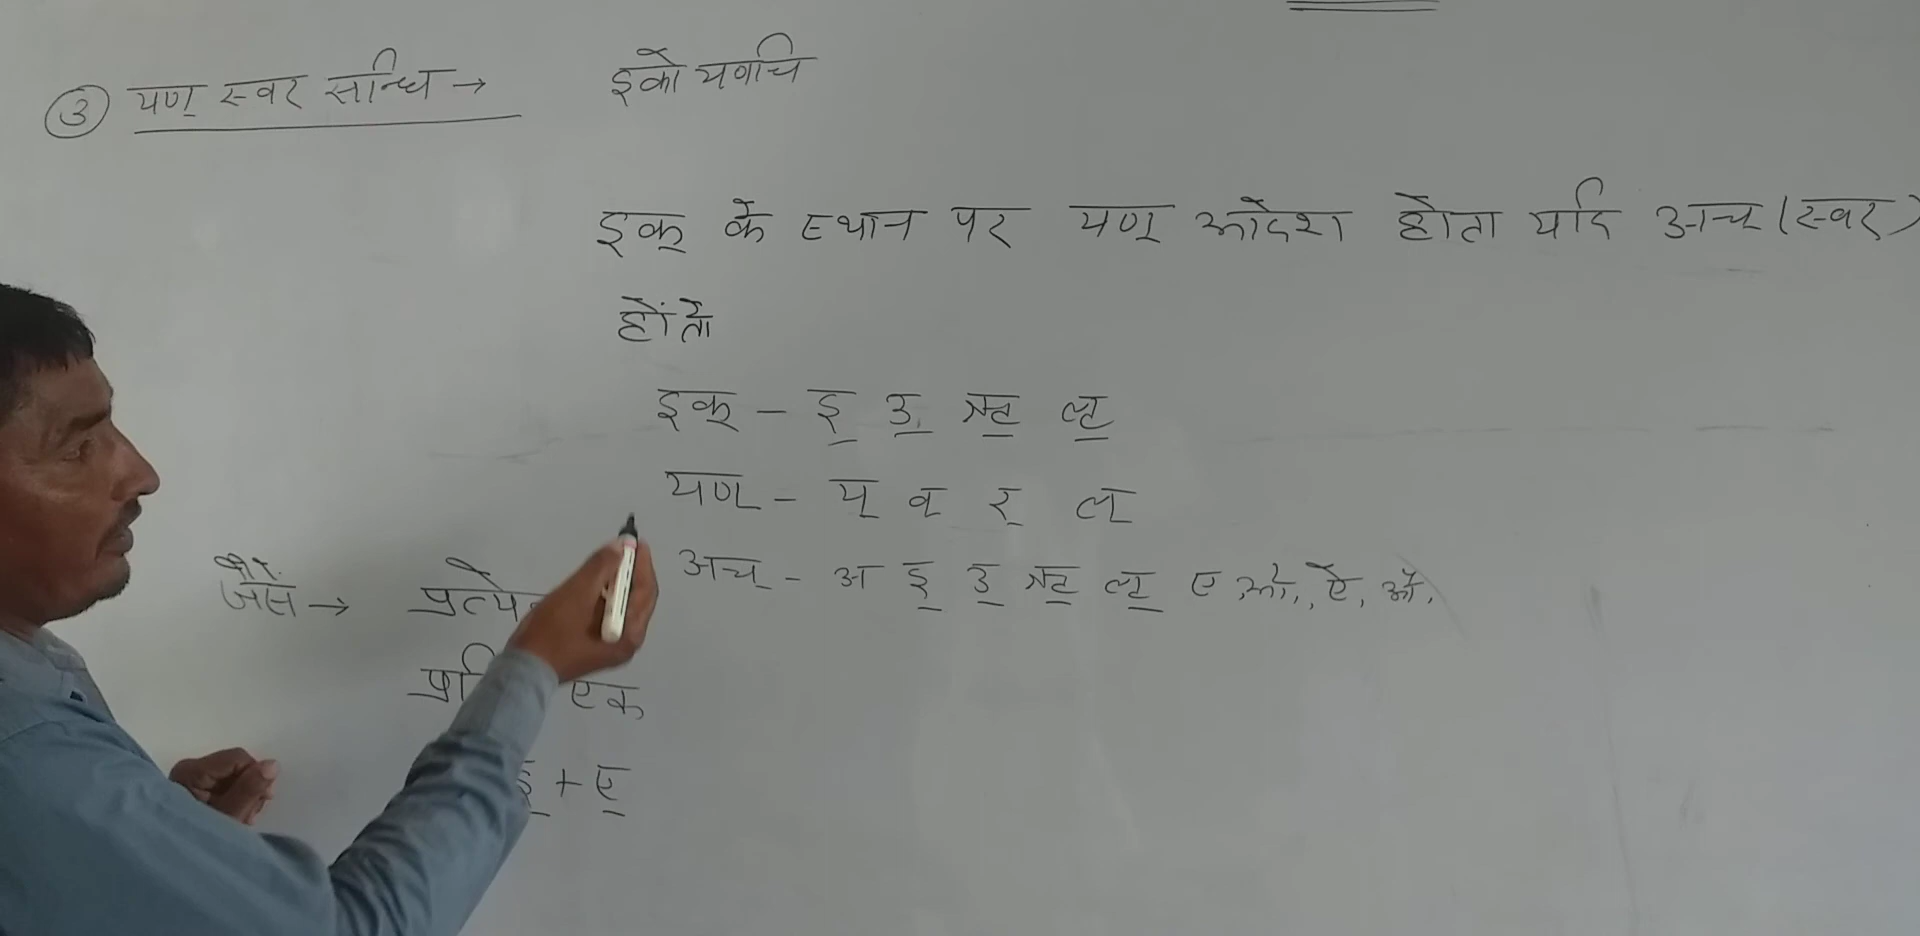 ③ यण् स्वर सन्धि → इको यणचि
इक् के स्थान पर यण् आदेश होता यदि अच् (स्वर)
हों तो
इक् - इ उ ऋ लृ
यण् - य् व् र् ल्
अच् - अ इ उ ऋ लृ ए, ओ, ऐ, औ,
जैसे → प्रत्ये
प्रति एक
इ + ए